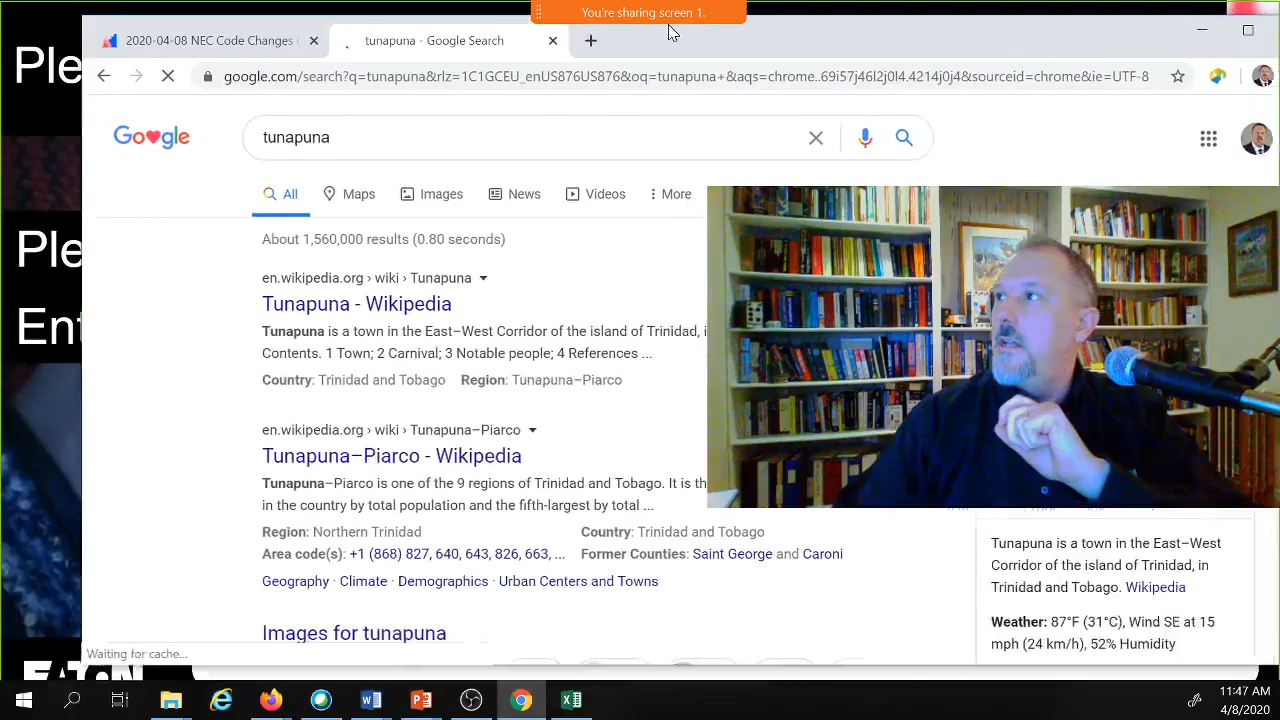 You're sharing screen 1.
Ple
2020-04-08 NEC Code Changes (
tunapuna - Google Search
google.com/search?q=tunapuna&rlz=1C1GCEU_enUS876US876&oq=tunapuna+&aqs=chrome..69i57j46l2j0l4.4214j0j4&sourceid=chrome&ie=UTF-8
Go♥gle
tunapuna
All Maps Images News Videos More
About 1,560,000 results (0.80 seconds)
Ple
en.wikipedia.org › wiki › Tunapuna
Tunapuna - Wikipedia
Ent
Tunapuna is a town in the East–West Corridor of the island of Trinidad, i
Contents. 1 Town; 2 Carnival; 3 Notable people; 4 References ...
Country: Trinidad and Tobago Region: Tunapuna–Piarco
en.wikipedia.org › wiki › Tunapuna–Piarco
Tunapuna–Piarco - Wikipedia
Tunapuna–Piarco is one of the 9 regions of Trinidad and Tobago. It is th
in the country by total population and the fifth-largest by total ...
Region: Northern Trinidad Country: Trinidad and Tobago
Area code(s): +1 (868) 827, 640, 643, 826, 663, ... Former Counties: Saint George and Caroni
Geography · Climate · Demographics · Urban Centers and Towns
Images for tunapuna
Tunapuna is a town in the East–West
Corridor of the island of Trinidad, in
Trinidad and Tobago. Wikipedia
Weather: 87°F (31°C), Wind SE at 15
mph (24 km/h), 52% Humidity
Waiting for cache...
EATON
11:47 AM
4/8/2020